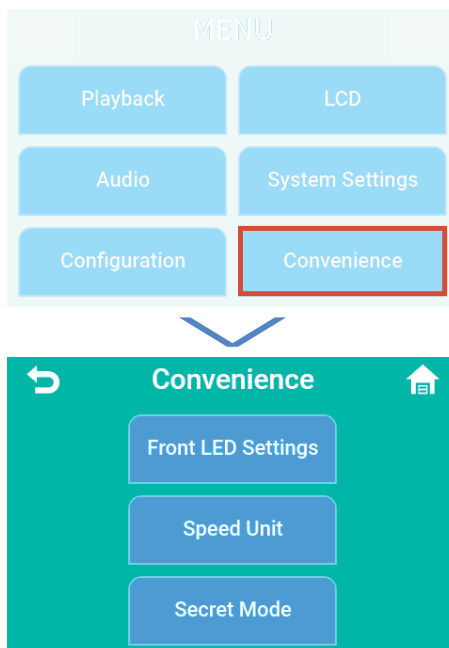 MENU
Playback
LCD
Audio
System Settings
Configuration
Convenience
Convenience
Front LED Settings
Speed Unit
Secret Mode